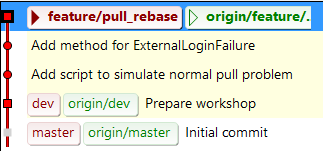 feature/pull_rebase origin/feature/.
Add method for ExternalLoginFailure
Add script to simulate normal pull problem
dev origin/dev Prepare workshop
master origin/master Initial commit